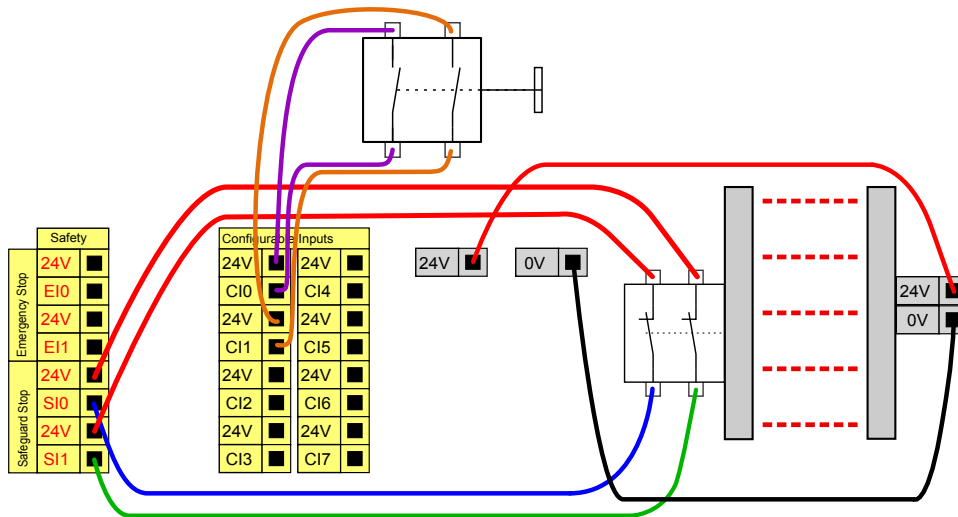 Safety
Emergency Stop
24V
EI0
24V
EI1
Safeguard Stop
24V
SI0
24V
SI1
Configurable Inputs
24V 24V
CI0 CI4
24V 24V
CI1 CI5
24V 24V
CI2 CI6
24V 24V
CI3 CI7
24V
0V
24V
0V